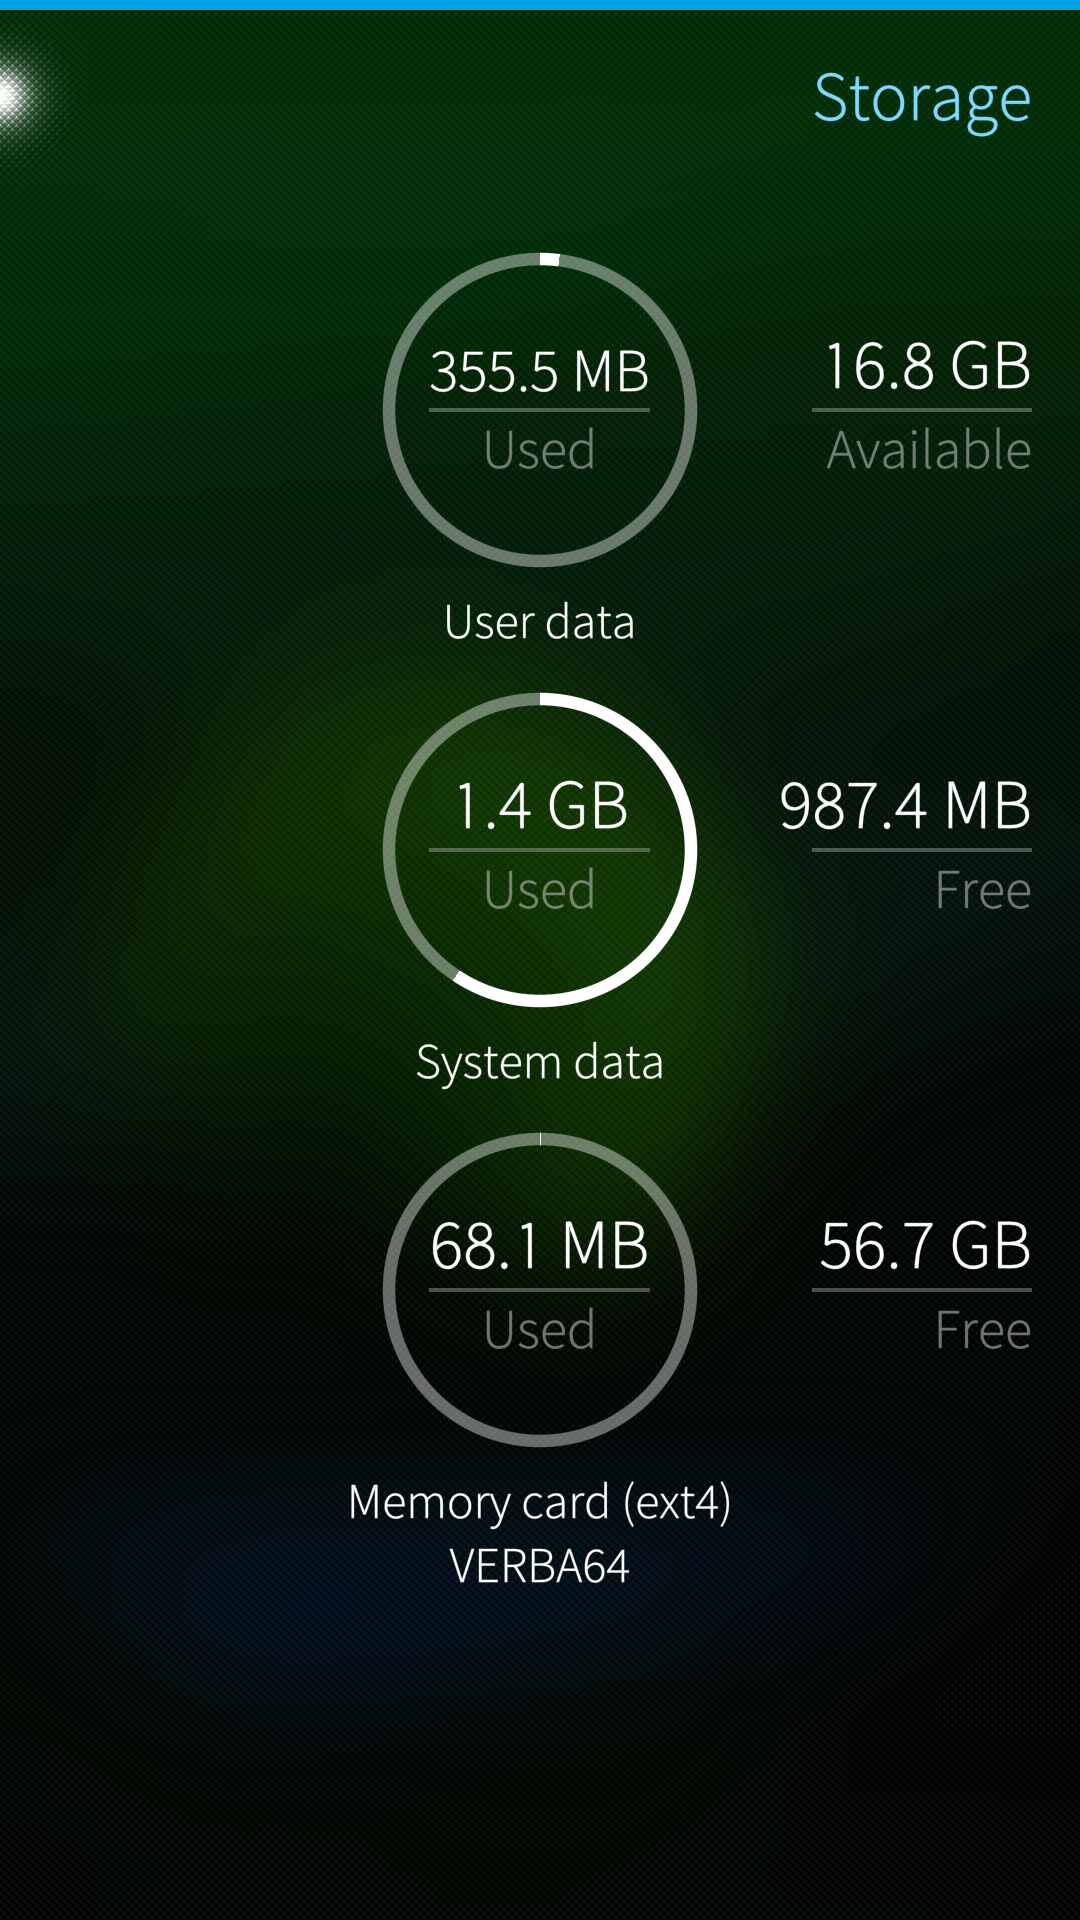 Storage
355.5 MB
Used
16.8 GB
Available
User data
1.4 GB
Used
987.4 MB
Free
System data
68.1 MB
Used
56.7 GB
Free
Memory card (ext4)
VERBA64